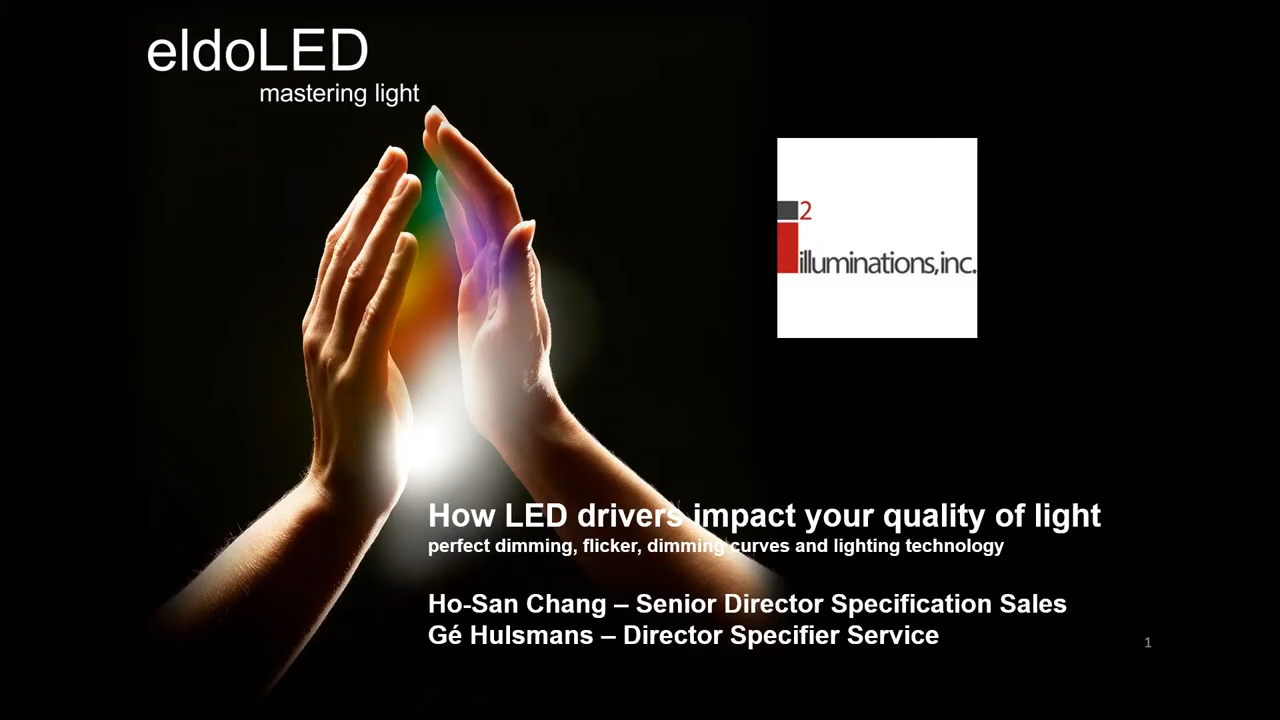 eldoLED
mastering light
2
illuminations,inc.
How LED drivers impact your quality of light
perfect dimming, flicker, dimming curves and lighting technology
Ho-San Chang – Senior Director Specification Sales
Gé Hulsmans – Director Specifier Service
1